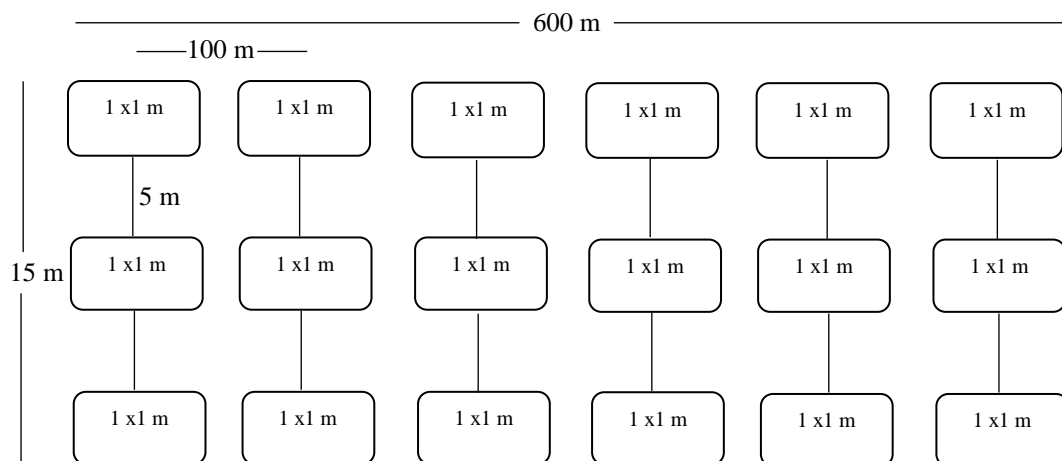 600 m
100 m
1 x1 m 1 x1 m 1 x1 m 1 x1 m 1 x1 m 1 x1 m
5 m
15 m 1 x1 m 1 x1 m 1 x1 m 1 x1 m 1 x1 m 1 x1 m
1 x1 m 1 x1 m 1 x1 m 1 x1 m 1 x1 m 1 x1 m